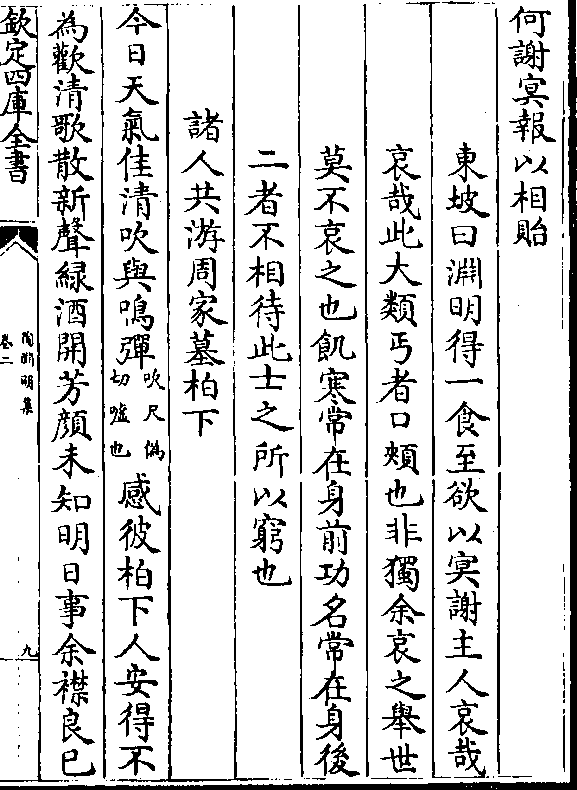 何謝冥報以相貽
東坡曰淵明得一食至欲以冥謝主人哀哉
哀哉此大類丐者口頰也非獨余哀之舉世
莫不哀之也飢寒常在身前功名常在身後
二者不相待此士之所以窮也
諸人共游周家墓柏下
今日天氣佳清吹與鳴彈吹尺偽切噓也感彼柏下人安得不
為歡清歌散新聲緑酒開芳顔未知明日事余襟良已
欽定四庫全書
陶淵明集
卷二
九